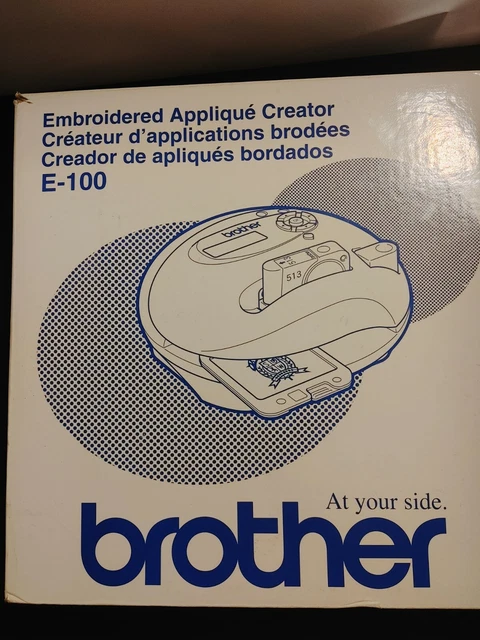 Embroidered Appliqué Creator
Créateur d'applications brodées
Creador de apliqués bordados
E-100
brother
513
At your side.
brother